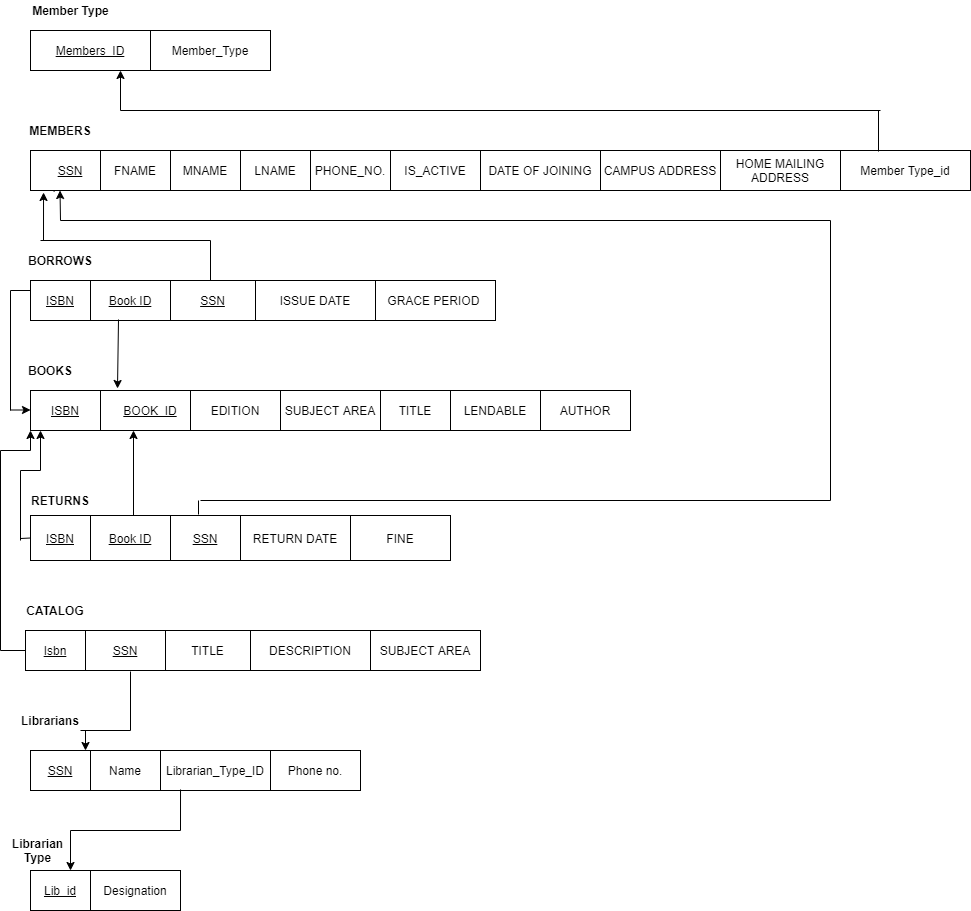 Member Type
Members_ID Member_Type
MEMBERS
SSN FNAME MNAME LNAME PHONE_NO. IS_ACTIVE DATE OF JOINING CAMPUS ADDRESS HOME MAILING ADDRESS Member Type_id
BORROWS
ISBN Book ID SSN ISSUE DATE GRACE PERIOD
BOOKS
ISBN BOOK_ID EDITION SUBJECT AREA TITLE LENDABLE AUTHOR
RETURNS
ISBN Book ID SSN RETURN DATE FINE
CATALOG
Isbn SSN TITLE DESCRIPTION SUBJECT AREA
Librarians
SSN Name Librarian_Type_ID Phone no.
Librarian
Type
Lib_id Designation